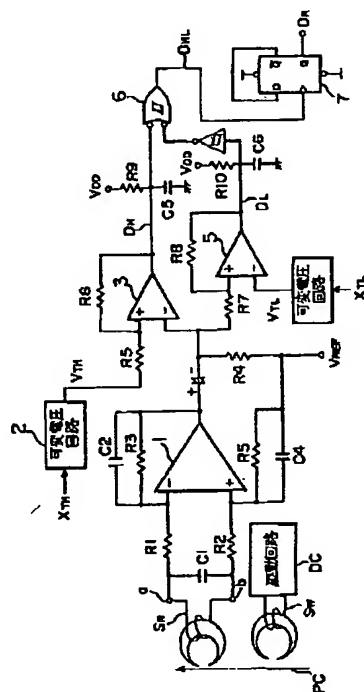 XTH
2
可変電圧回路
VTH
R5
R6
3
DH
VDD
R9
C5
6
DHL
C2
R3
1
R1
a
SR
C1
R2
b
R5
C4
R4
VREF
R7
R8
5
DL
VDD
R10
C6
VTL
可変電圧回路
XTL
7
DR
PC
SW
駆動回路
DC